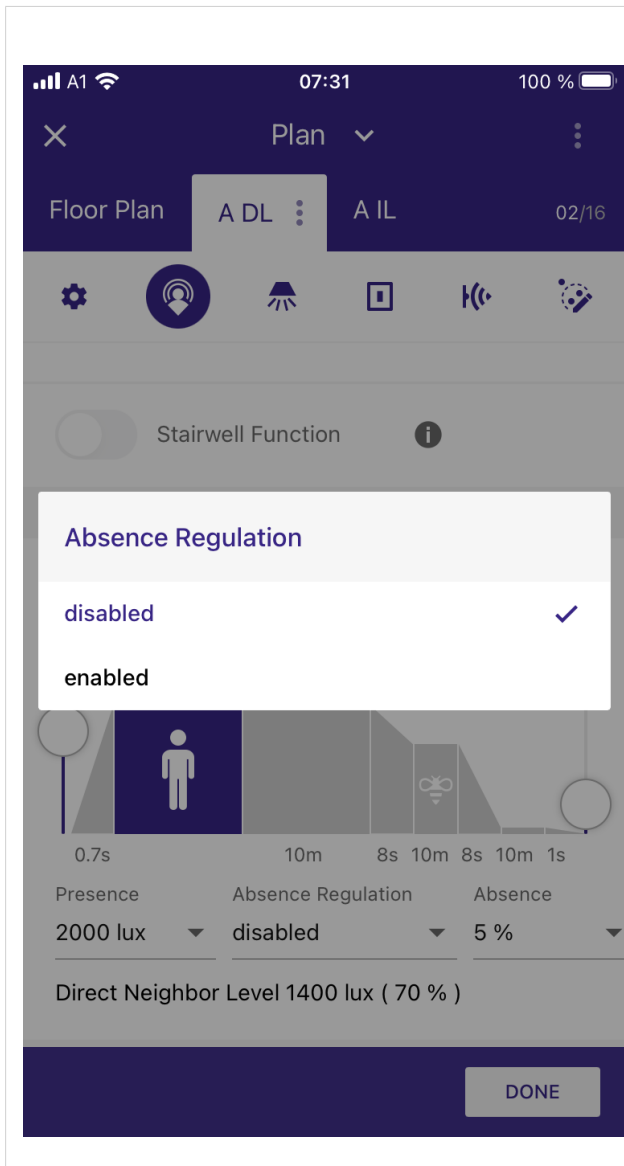 A1 07:31 100 %
Plan
Floor Plan A DL A IL 02/16
Stairwell Function
Absence Regulation
disabled
enabled
0.7s 10m 8s 10m 8s 10m 1s
Presence Absence Regulation Absence
2000 lux disabled 5 %
Direct Neighbor Level 1400 lux ( 70 % )
DONE